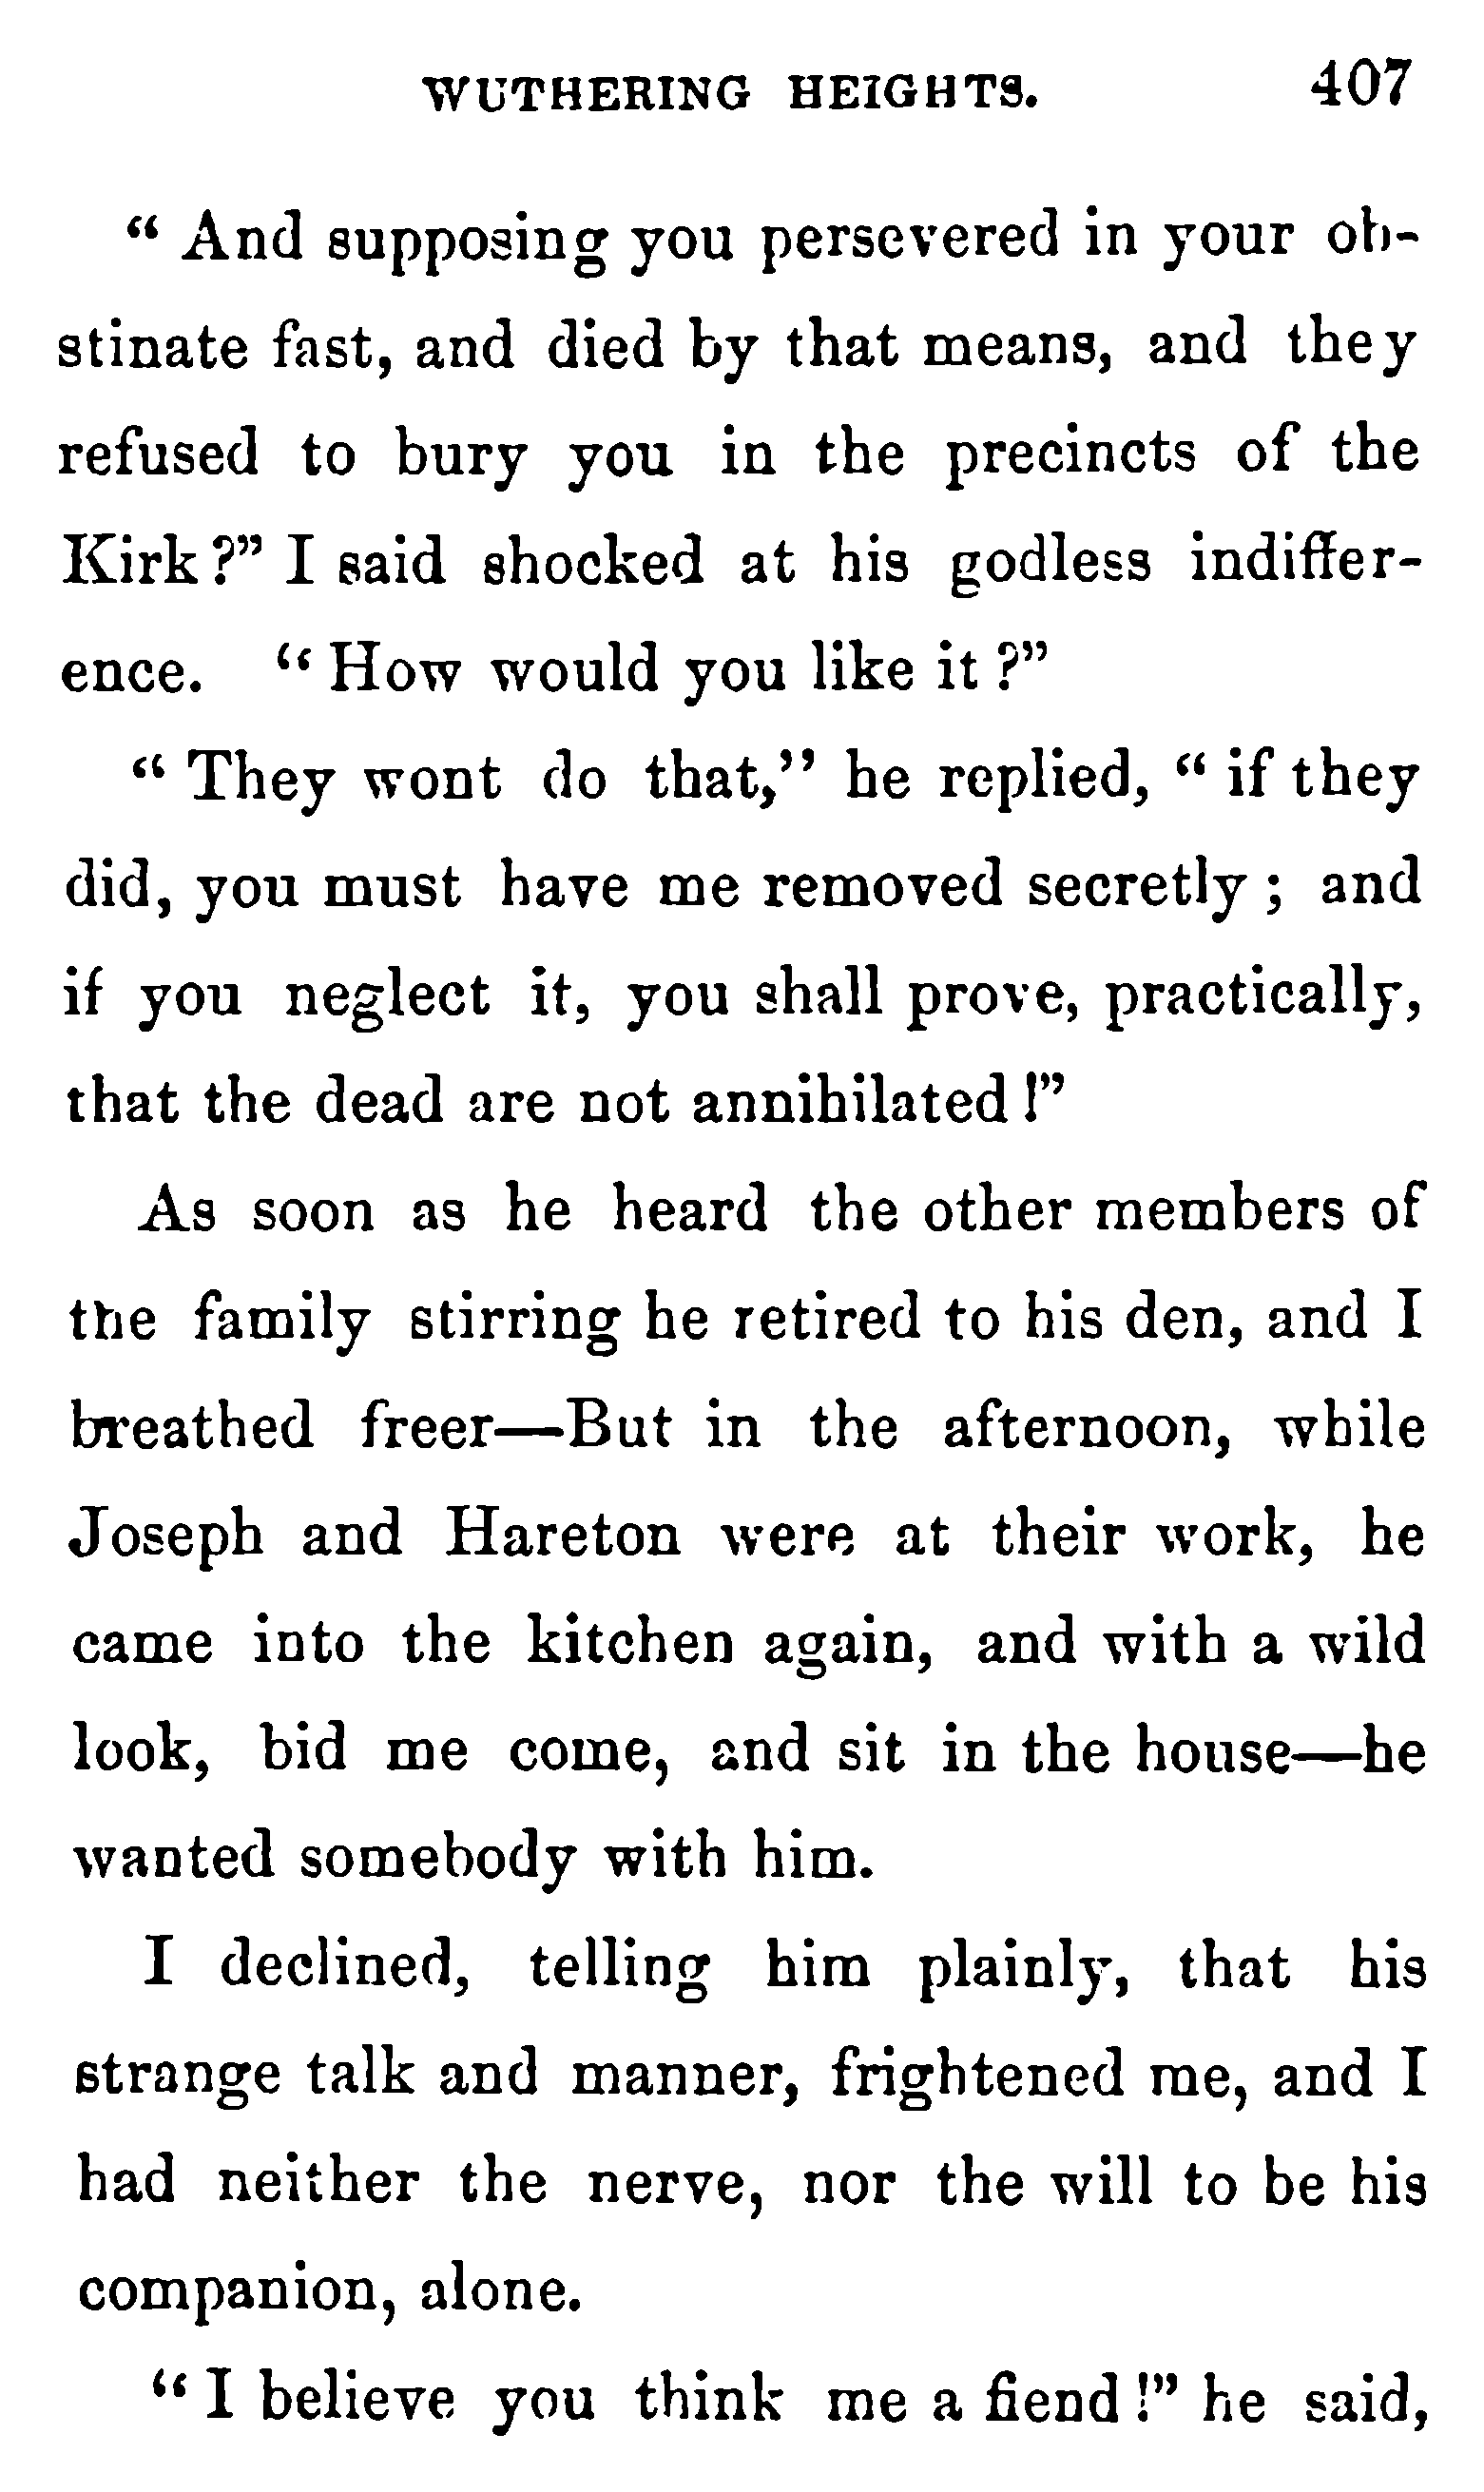 WUTHERING HEIGHTS. 407
“ And supposing you persevered in your ob-
stinate fast, and died by that means, and they
refused to bury you in the precincts of the
Kirk?” I said shocked at his godless indiffer-
ence. “ How would you like it ?”
“ They wont do that,” he replied, “ if they
did, you must have me removed secretly ; and
if you neglect it, you shall prove, practically,
that the dead are not annihilated !”
As soon as he heard the other members of
the family stirring he retired to his den, and I
breathed freer—But in the afternoon, while
Joseph and Hareton were at their work, he
came into the kitchen again, and with a wild
look, bid me come, and sit in the house—he
wanted somebody with him.
I declined, telling him plainly, that his
strange talk and manner, frightened me, and I
had neither the nerve, nor the will to be his
companion, alone.
“ I believe you think me a fiend !” he said,